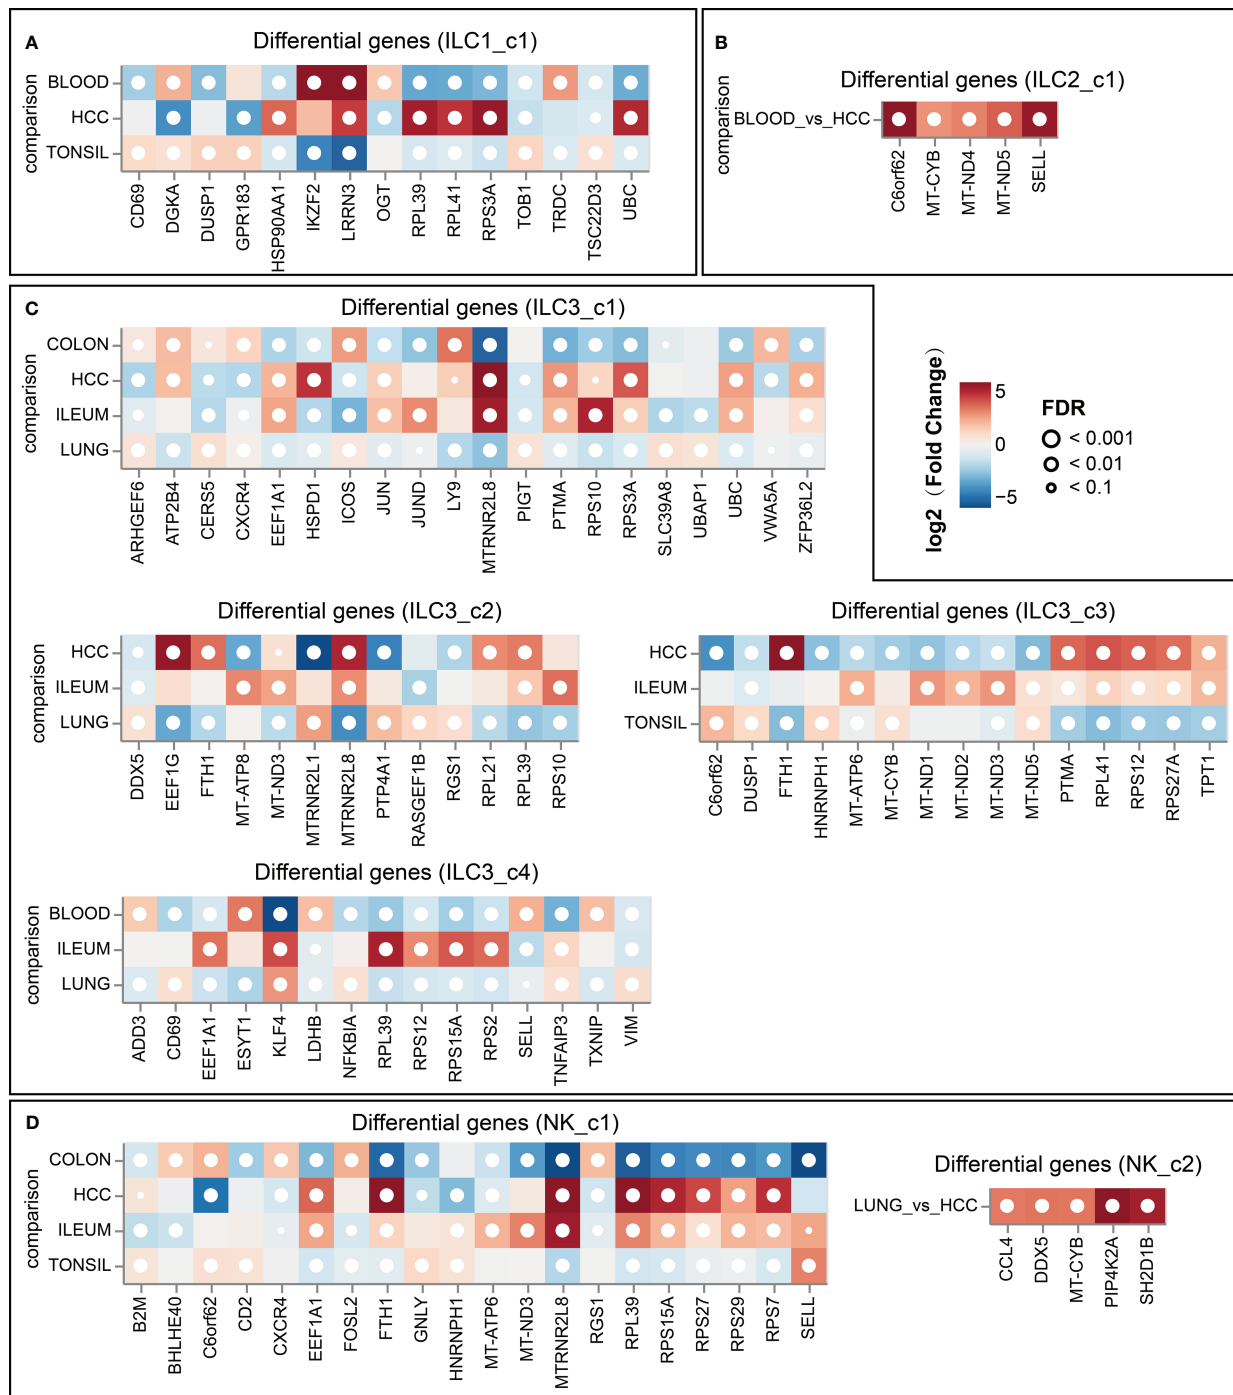 A
Differential genes (ILC1_c1)
comparison
BLOOD
HCC
TONSIL
CD69 DGKA DUSP1 GPR183 HSP90AA1 IKZF2 LRRN3 OGT RPL39 RPL41 RPS3A TOB1 TRDC TSC22D3 UBC
B
Differential genes (ILC2_c1)
comparison
BLOOD_vs_HCC
C6orf62 MT-CYB MT-ND4 MT-ND5 SELL
C
Differential genes (ILC3_c1)
comparison
COLON
HCC
ILEUM
LUNG
ARHGEF6 ATP2B4 CERS5 CXCR4 EEF1A1 HSPD1 ICOS JUN JUND LY9 MTRNR2L8 PIGT PTMA RPS10 RPS3A SLC39A8 UBAP1 UBC VWA5A ZFP36L2
log2 (Fold Change)
5
0
−5
FDR
< 0.001
< 0.01
< 0.1
Differential genes (ILC3_c2)
comparison
HCC
ILEUM
LUNG
DDX5 EEF1G FTH1 MT-ATP8 MT-ND3 MTRNR2L1 MTRNR2L8 PTP4A1 RASGEF1B RGS1 RPL21 RPL39 RPS10
Differential genes (ILC3_c3)
HCC
ILEUM
TONSIL
C6orf62 DUSP1 FTH1 HNRNPH1 MT-ATP6 MT-CYB MT-ND1 MT-ND2 MT-ND3 MT-ND5 PTMA RPL41 RPS12 RPS27A TPT1
Differential genes (ILC3_c4)
comparison
BLOOD
ILEUM
LUNG
ADD3 CD69 EEF1A1 ESYT1 KLF4 LDHB NFKBIA RPL39 RPS12 RPS15A RPS2 SELL TNFAIP3 TXNIP VIM
D
Differential genes (NK_c1)
comparison
COLON
HCC
ILEUM
TONSIL
B2M BHLHE40 C6orf62 CD2 CXCR4 EEF1A1 FOSL2 FTH1 GNLY HNRNPH1 MT-ATP6 MT-ND3 MTRNR2L8 RGS1 RPL39 RPS15A RPS27 RPS29 RPS7 SELL
Differential genes (NK_c2)
LUNG_vs_HCC
CCL4 DDX5 MT-CYB PIP4K2A SH2D1B